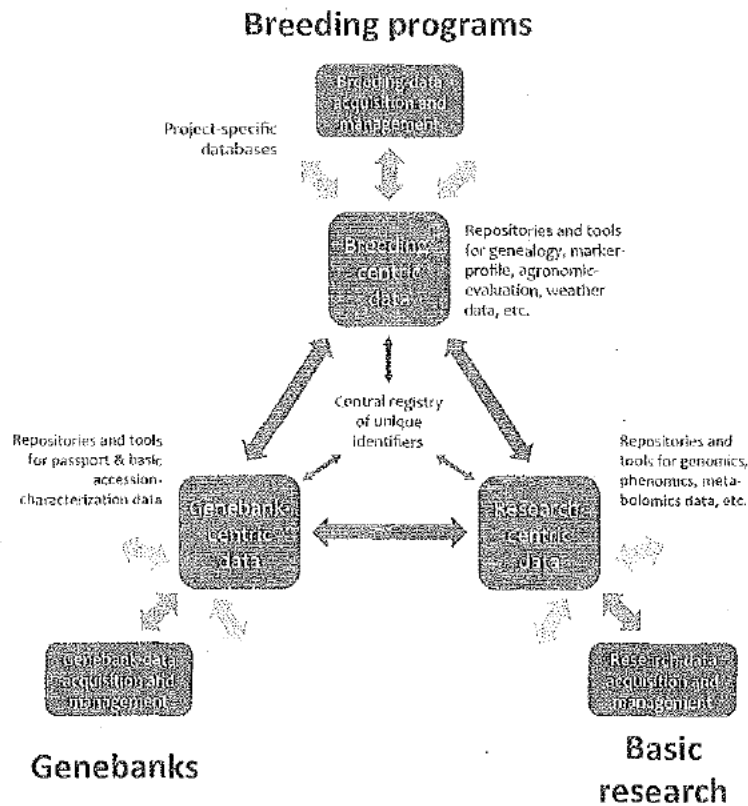 Breeding programs
Breeding-data
acquisition and
management
Project-specific
databases
Breeding-
centric
data
Repositories and tools
for genealogy, marker-
profile, agronomic-
evaluation, weather
data, etc.
Central registry
of unique
identifiers
Repositories and tools
for passport & basic
accession-
characterization data
Repositories and
tools for genomics,
phenomics, meta-
bolomics data, etc.
Genebank-
centric
data
Research-
centric
data
Genebank-data
acquisition and
management
Research-data
acquisition and
management
Genebanks
Basic
research